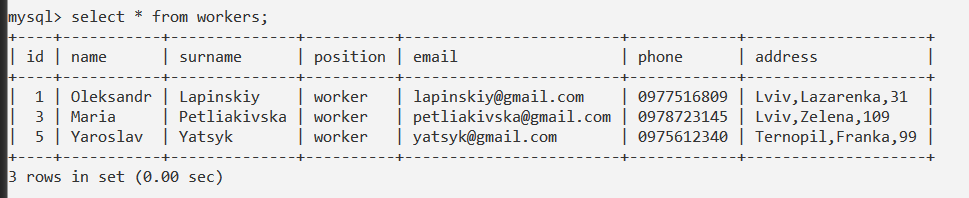 mysql> select * from workers;
+----+-----------+-------------+----------+-----------------------+------------+---------------------+
| id | name      | surname     | position | email                 | phone      | address             |
+----+-----------+-------------+----------+-----------------------+------------+---------------------+
|  1 | Oleksandr | Lapinskiy   | worker   | lapinskiy@gmail.com   | 0977516809 | Lviv,Lazarenka,31   |
|  3 | Maria     | Petliakivska | worker   | petliakivska@gmail.com | 0978723145 | Lviv,Zelena,109     |
|  5 | Yaroslav  | Yatsyk      | worker   | yatsyk@gmail.com      | 0975612340 | Ternopil,Franka,99 |
+----+-----------+-------------+----------+-----------------------+------------+---------------------+
3 rows in set (0.00 sec)